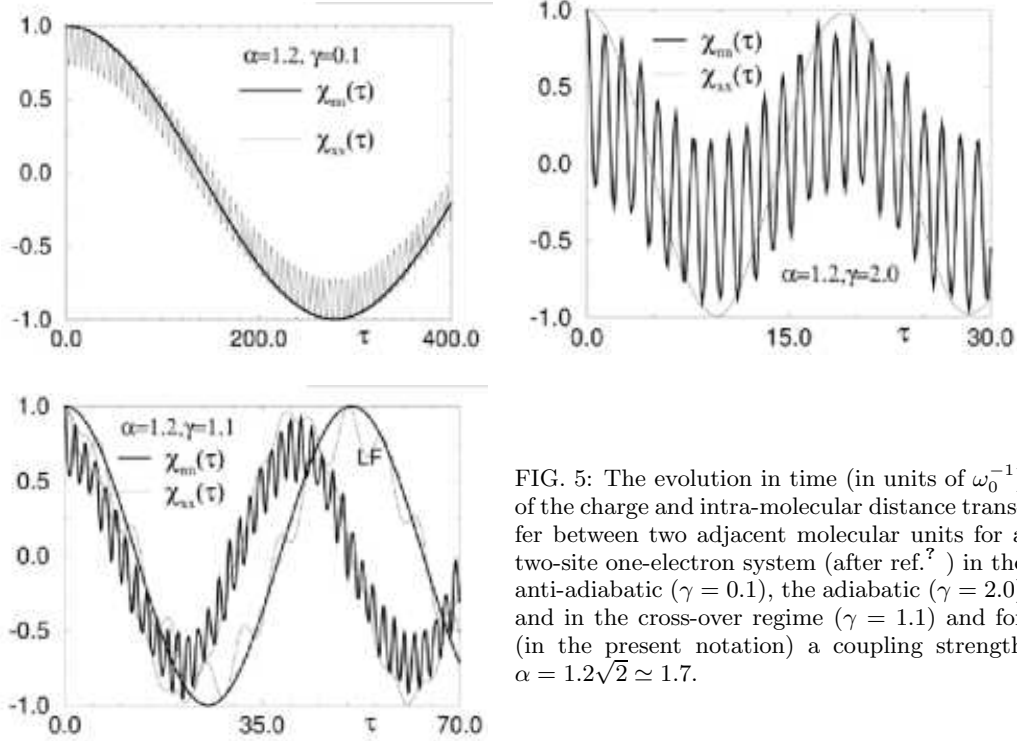 1.0
0.5
0.0
-0.5
-1.0
0.0
200.0
τ
400.0
α=1.2, γ=0.1
χnn(τ)
χxx(τ)
1.0
0.5
0.0
-0.5
-1.0
0.0
15.0
τ
30.0
χnn(τ)
χxx(τ)
α=1.2,γ=2.0
1.0
0.5
0.0
-0.5
-1.0
0.0
35.0
τ
70.0
α=1.2,γ=1.1
χnn(τ)
χxx(τ)
LF
FIG. 5: The evolution in time (in units of ω₀⁻¹)
of the charge and intra-molecular distance trans-
fer between two adjacent molecular units for a
two-site one-electron system (after ref.? ) in the
anti-adiabatic (γ = 0.1), the adiabatic (γ = 2.0)
and in the cross-over regime (γ = 1.1) and for
(in the present notation) a coupling strength
α = 1.2√2 ≃ 1.7.